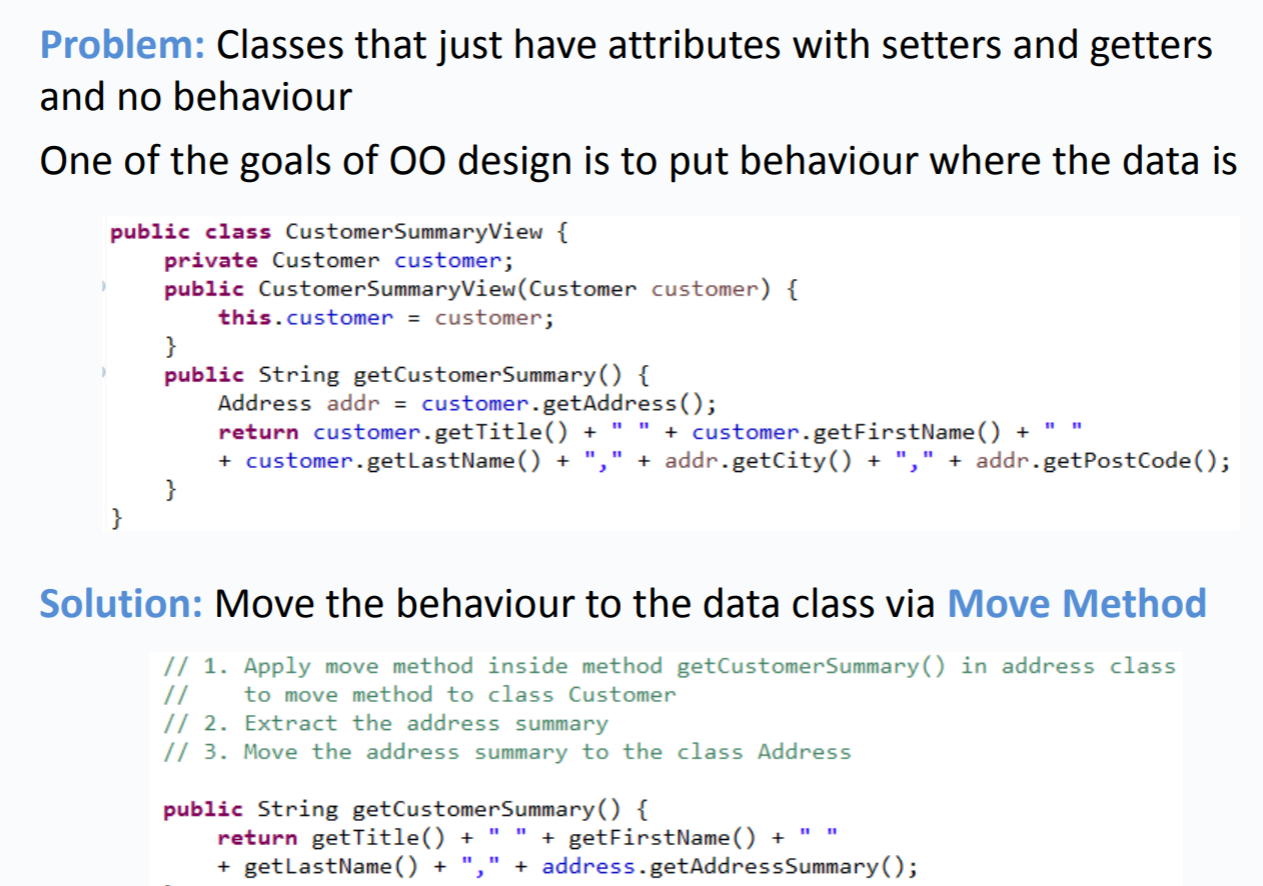 Problem: Classes that just have attributes with setters and getters
and no behaviour
One of the goals of OO design is to put behaviour where the data is
public class CustomerSummaryView {
    private Customer customer;
    public CustomerSummaryView(Customer customer) {
        this.customer = customer;
    }
    public String getCustomerSummary() {
        Address addr = customer.getAddress();
        return customer.getTitle() + " " + customer.getFirstName() + " "
        + customer.getLastName() + "," + addr.getCity() + "," + addr.getPostCode();
    }
}
Solution: Move the behaviour to the data class via Move Method
// 1. Apply move method inside method getCustomerSummary() in address class
//    to move method to class Customer
// 2. Extract the address summary
// 3. Move the address summary to the class Address
public String getCustomerSummary() {
    return getTitle() + " " + getFirstName() + " "
    + getLastName() + "," + address.getAddressSummary();